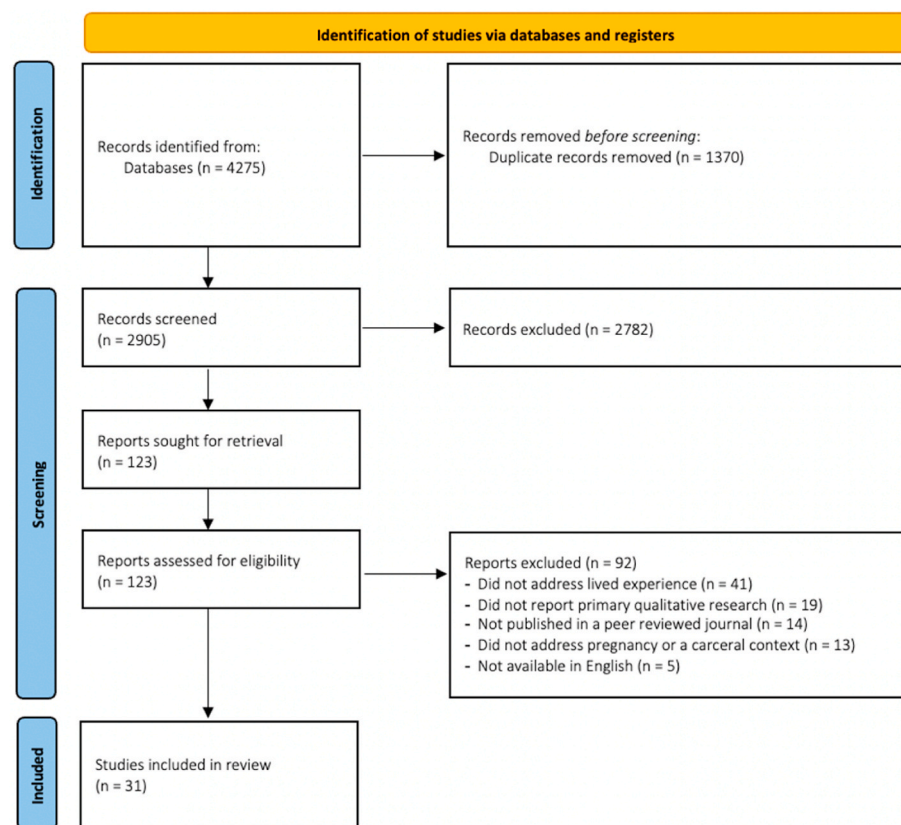 Identification of studies via databases and registers
Identification
Records identified from:
Databases (n = 4275)
Records removed before screening:
Duplicate records removed (n = 1370)
Screening
Records screened
(n = 2905)
Records excluded (n = 2782)
Reports sought for retrieval
(n = 123)
Reports assessed for eligibility
(n = 123)
Reports excluded (n = 92)
- Did not address lived experience (n = 41)
- Did not report primary qualitative research (n = 19)
- Not published in a peer reviewed journal (n = 14)
- Did not address pregnancy or a carceral context (n = 13)
- Not available in English (n = 5)
Included
Studies included in review
(n = 31)